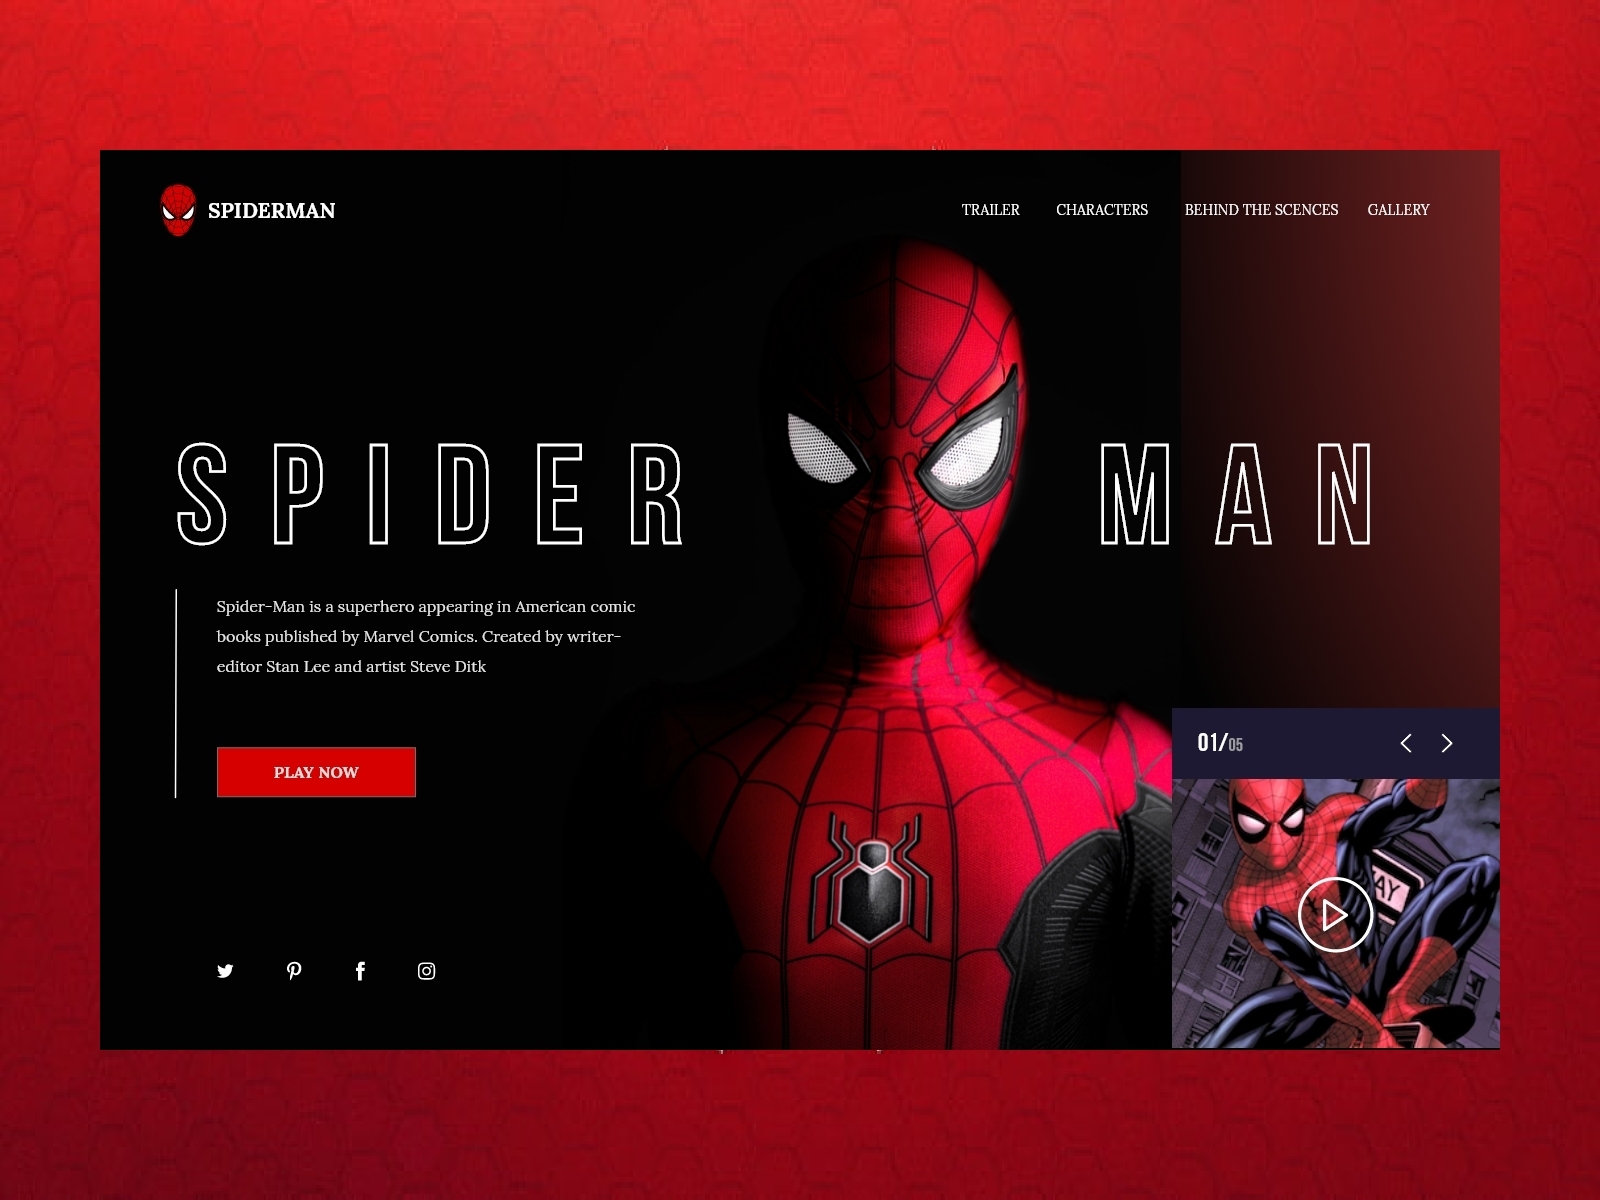 SPIDERMAN
TRAILER CHARACTERS BEHIND THE SCENCES GALLERY
SPIDER MAN
Spider-Man is a superhero appearing in American comic
books published by Marvel Comics. Created by writer-
editor Stan Lee and artist Steve Ditk
PLAY NOW
01/05
AY